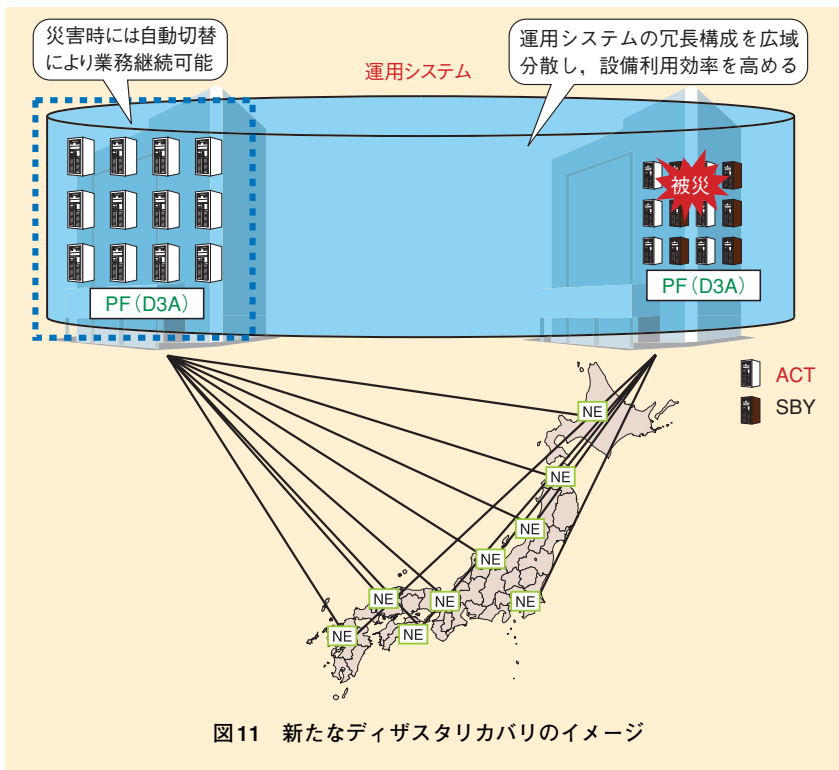 災害時には自動切替
により業務継続可能
運用システム
運用システムの冗長構成を広域
分散し，設備利用効率を高める
被災
PF（D3A）
PF（D3A）
ACT
SBY
NE
NE
NE
NE
NE
NE
NE
NE
NE
図11 新たなディザスタリカバリのイメージ